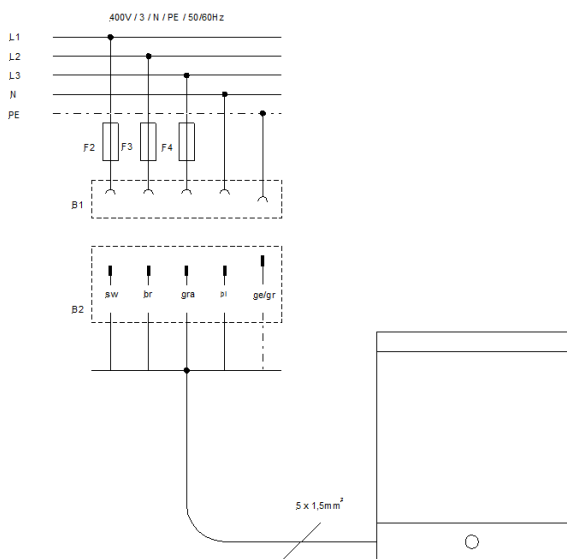 400V / 3 / N / PE / 50/60Hz
L1
L2
L3
N
PE
F2 F3 F4
B1
sw br gra bl ge/gr
B2
5 x 1,5mm²